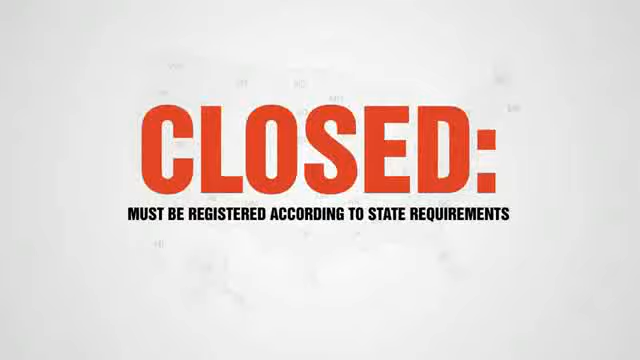 CLOSED:
MUST BE REGISTERED ACCORDING TO STATE REQUIREMENTS